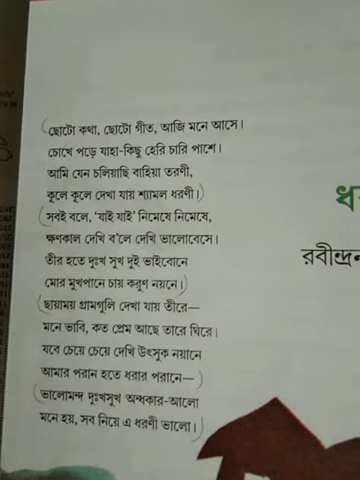 ছোটো কথা, ছোটো গীত, আজি মনে আসে।
চোখে পড়ে যাহা-কিছু হেরি চারি পাশে।
আমি যেন চলিয়াছি বাহিয়া তরণী,
কূলে কূলে দেখা যায় শ্যামল ধরণী।
সবই বলে, ‘যাই যাই’ নিমেষে নিমেষে,
ক্ষণকাল দেখি ব'লে দেখি ভালোবেসে।
তীর হতে দুঃখ সুখ দুই ভাইবোনে
মোর মুখপানে চায় করুণ নয়নে।
ছায়াময় গ্রামগুলি দেখা যায় তীরে—
মনে ভাবি, কত প্রেম আছে তারে ঘিরে।
যবে চেয়ে চেয়ে দেখি উৎসুক নয়ানে
আমার পরান হতে ধরার পরানে—
ভালোমন্দ দুঃখসুখ অন্ধকার-আলো
মনে হয়, সব নিয়ে এ ধরণী ভালো।